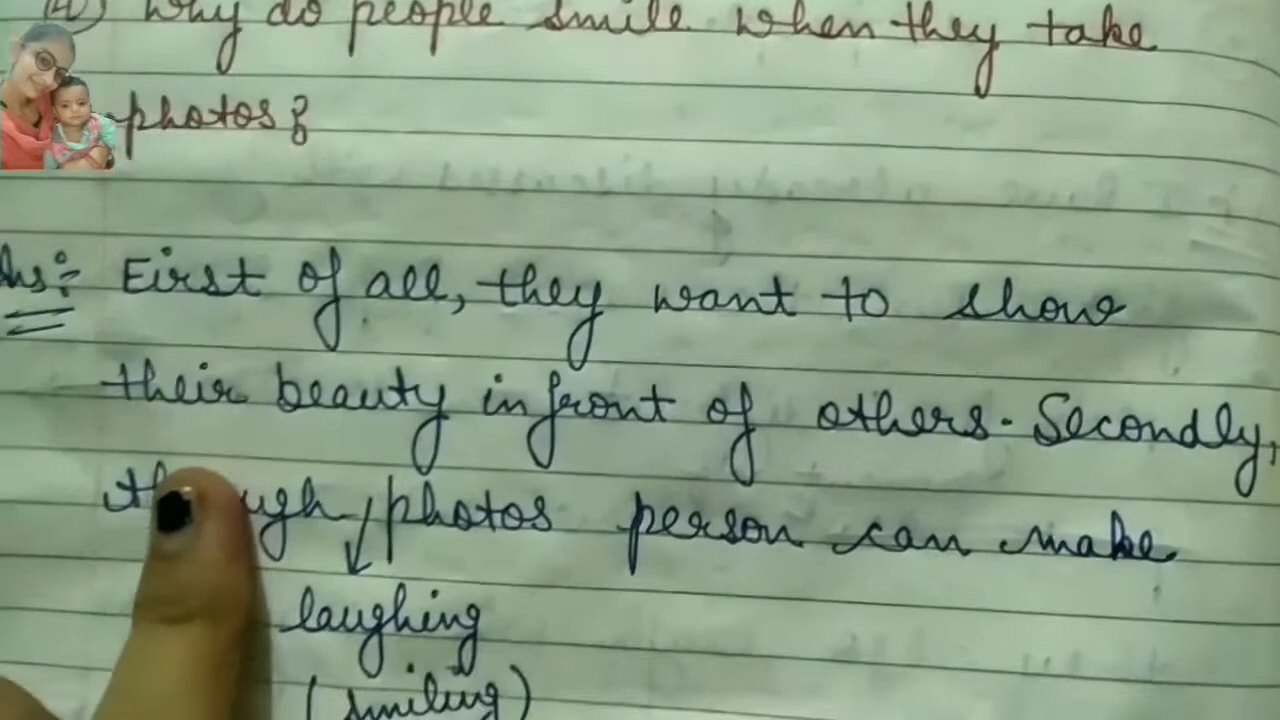 Why do people smile when they take
photos?
Ans:- First of all, they want to show
their beauty in front of others. Secondly,
photos person can make
laughing
(smiling)